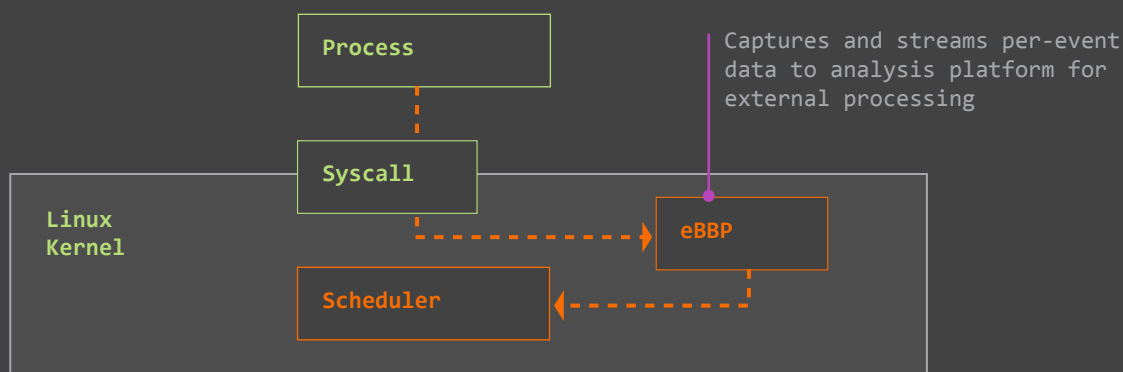 Process
Captures and streams per-event
data to analysis platform for
external processing
Syscall
Linux
Kernel
eBBP
Scheduler